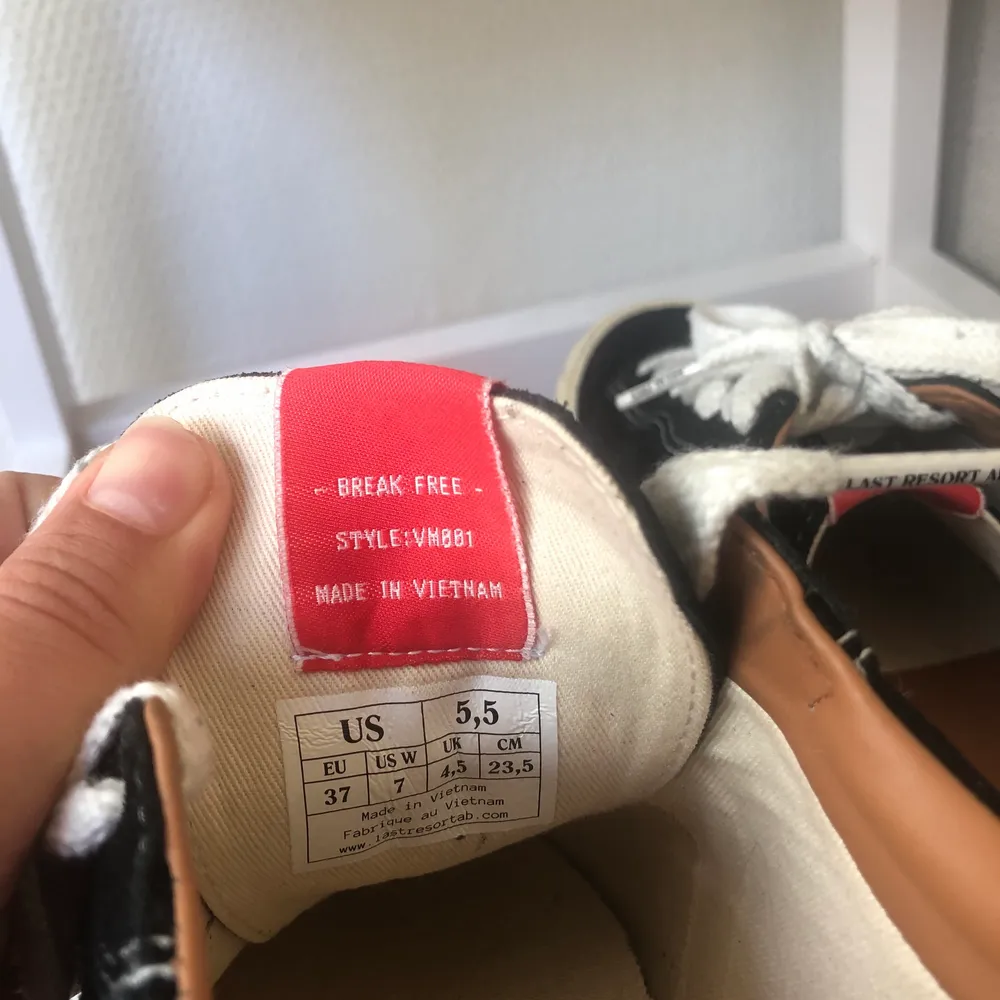 - BREAK FREE -
STYLE:VM001
MADE IN VIETNAM
LAST RESORT
US 5,5
EU US W UK CM
37 7 4,5 23,5
Made in Vietnam
Fabrique au Vietnam
www.lastresortab.com